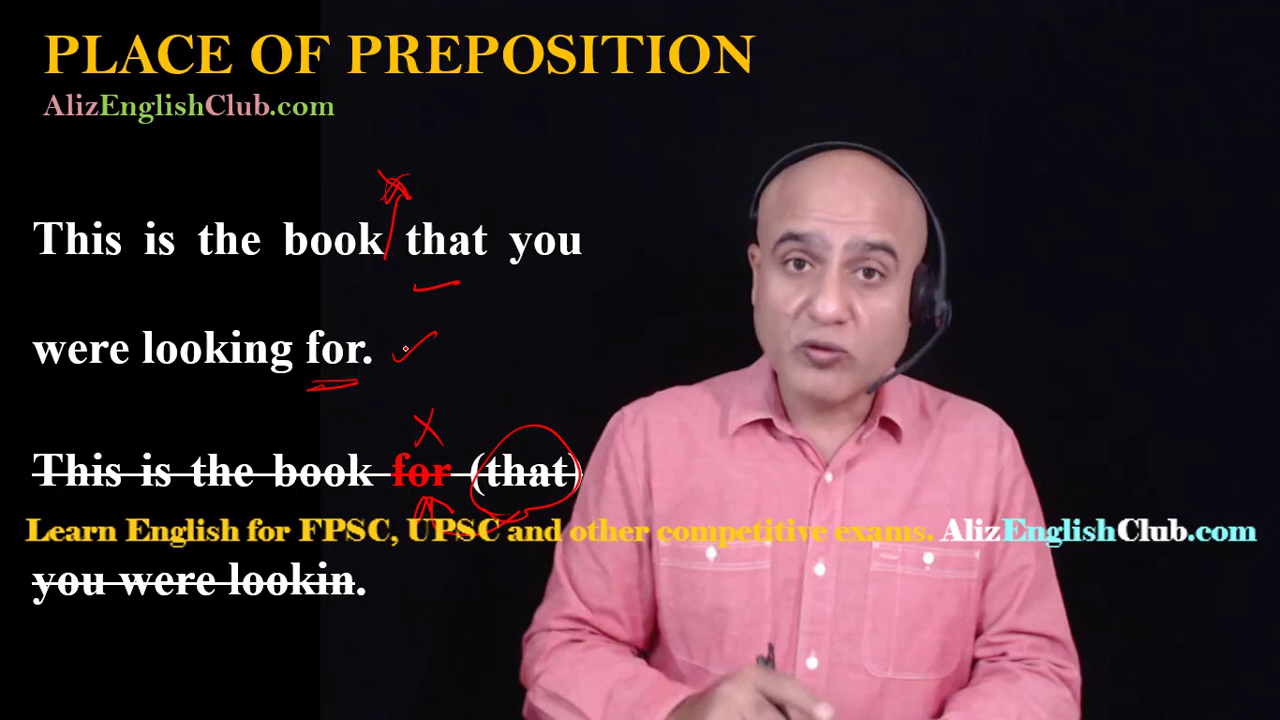 PLACE OF PREPOSITION
AlizEnglishClub.com
This is the book that you
were looking for.
This is the book for (that)
Learn English for FPSC, UPSC and other competitive exams. AlizEnglishClub.com
you were lookin.